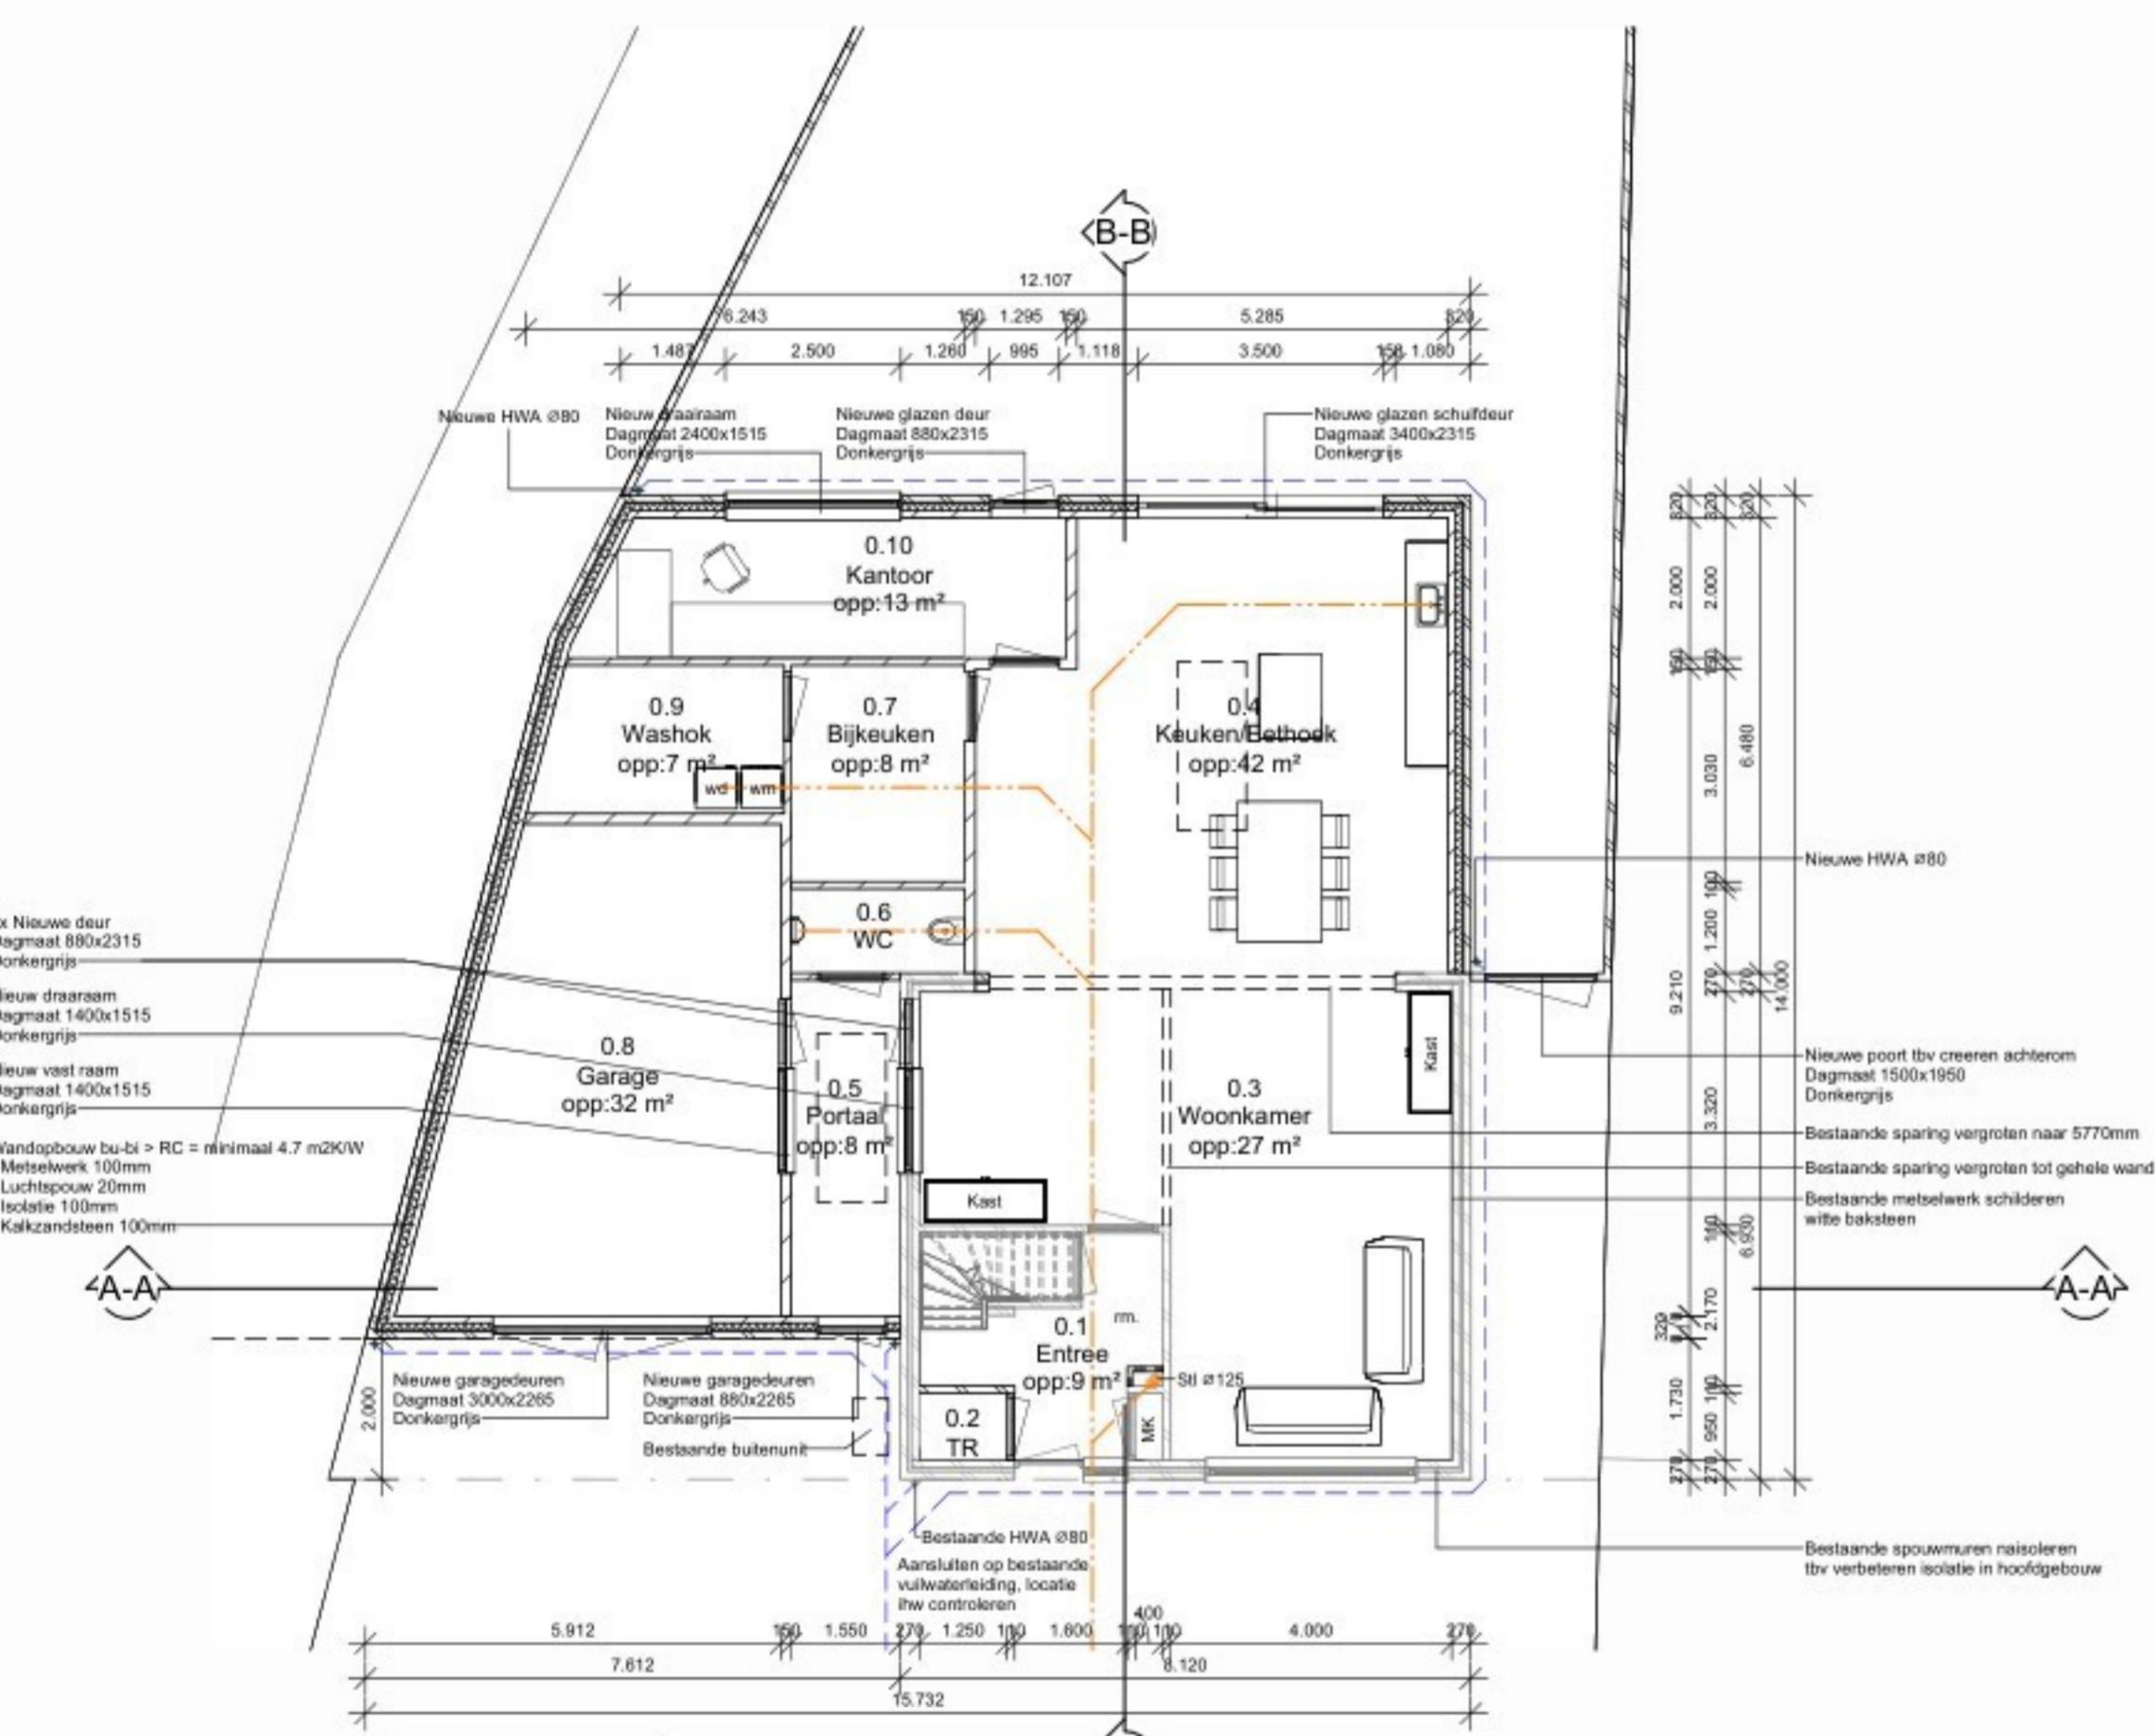 B-B
12.107
6.243 150 1.295 150 5.285 320
1.487 2.500 1.260 995 1.118 3.500 158 1.080
Nieuwe HWA Ø80
Nieuw draairaam
Dagmaat 2400x1515
Donkergrijs
Nieuwe glazen deur
Dagmaat 880x2315
Donkergrijs
Nieuwe glazen schuifdeur
Dagmaat 3400x2315
Donkergrijs
0.10
Kantoor
opp:13 m²
0.9
Washok
opp:7 m²
wd wm
0.7
Bijkeuken
opp:8 m²
0.4
Keuken/Eethoek
opp:42 m²
0.6
WC
0.8
Garage
opp:32 m²
0.5
Portaal
opp:8 m²
0.3
Woonkamer
opp:27 m²
Kast
Kast
rm.
0.1
Entree
opp:9 m²
Stl Ø125
MK
0.2
TR
x Nieuwe deur
Dagmaat 880x2315
Donkergrijs
Nieuw draaraam
Dagmaat 1400x1515
Donkergrijs
Nieuw vast raam
Dagmaat 1400x1515
Donkergrijs
Wandopbouw bu-bi > RC = minimaal 4.7 m2K/W
Metselwerk 100mm
Luchtspouw 20mm
Isolatie 100mm
Kalkzandsteen 100mm
A-A
A-A
2.000
Nieuwe garagedeuren
Dagmaat 3000x2265
Donkergrijs
Nieuwe garagedeuren
Dagmaat 880x2265
Donkergrijs
Bestaande buitenunit
Bestaande HWA Ø80
Aansluiten op bestaande
vuilwaterleiding, locatie
ihw controleren
320 320 320
2.000 2.000
150 150
3.030
6.480
100
1.200
270 270
9.210
14.000
3.320
110
6.930
2.170
320
1.730
100
950
270 270
Nieuwe HWA Ø80
Nieuwe poort tbv creeren achterom
Dagmaat 1500x1950
Donkergrijs
Bestaande sparing vergroten naar 5770mm
Bestaande sparing vergroten tot gehele wand
Bestaande metselwerk schilderen
witte baksteen
Bestaande spouwmuren naisoleren
tbv verbeteren isolatie in hoofdgebouw
400
5.912 150 1.550 270 1.250 110 1.600 110 110 4.000 270
7.612 8.120
15.732